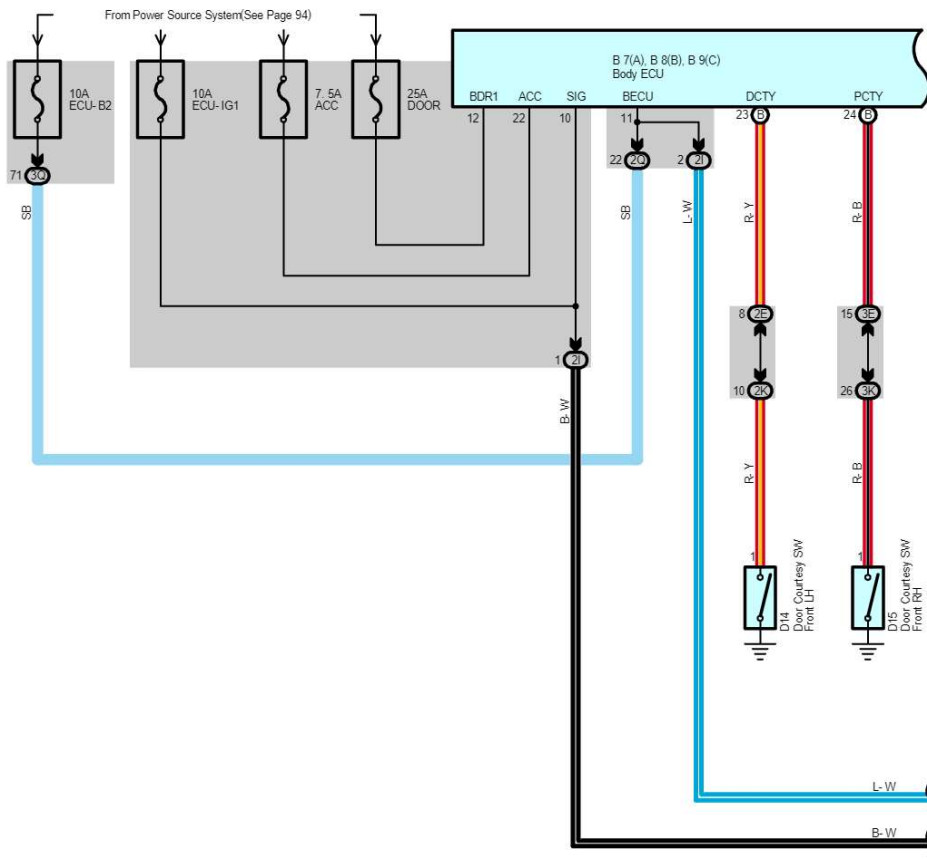 From Power Source System(See Page 94)
10A
ECU- B2
10A
ECU- IG1
7. 5A
ACC
25A
DOOR
B 7(A), B 8(B), B 9(C)
Body ECU
BDR1
ACC
SIG
BECU
DCTY
PCTY
12
22
10
11
23 B
24 B
71 3Q
22 2Q
2 2I
SB
SB
L- W
R- Y
R- B
8 2E
15 3E
1 2I
10 2K
26 3K
B- W
R- Y
R- B
1
1
D14
Door Courtesy SW
Front LH
D15
Door Courtesy SW
Front RH
L- W
B- W